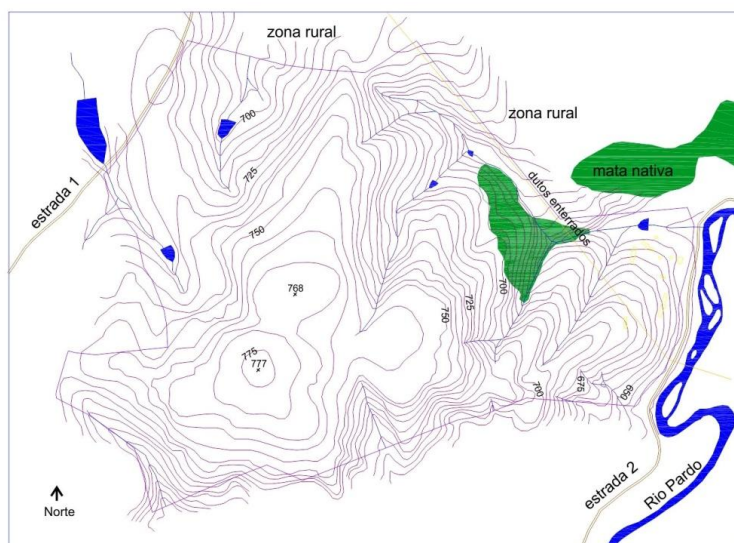 zona rural
700
zona rural
725
mata nativa
estrada 1
dutos enterrados
750
700
768
725
750
775
777
700
675
650
estrada 2
Rio Pardo
Norte